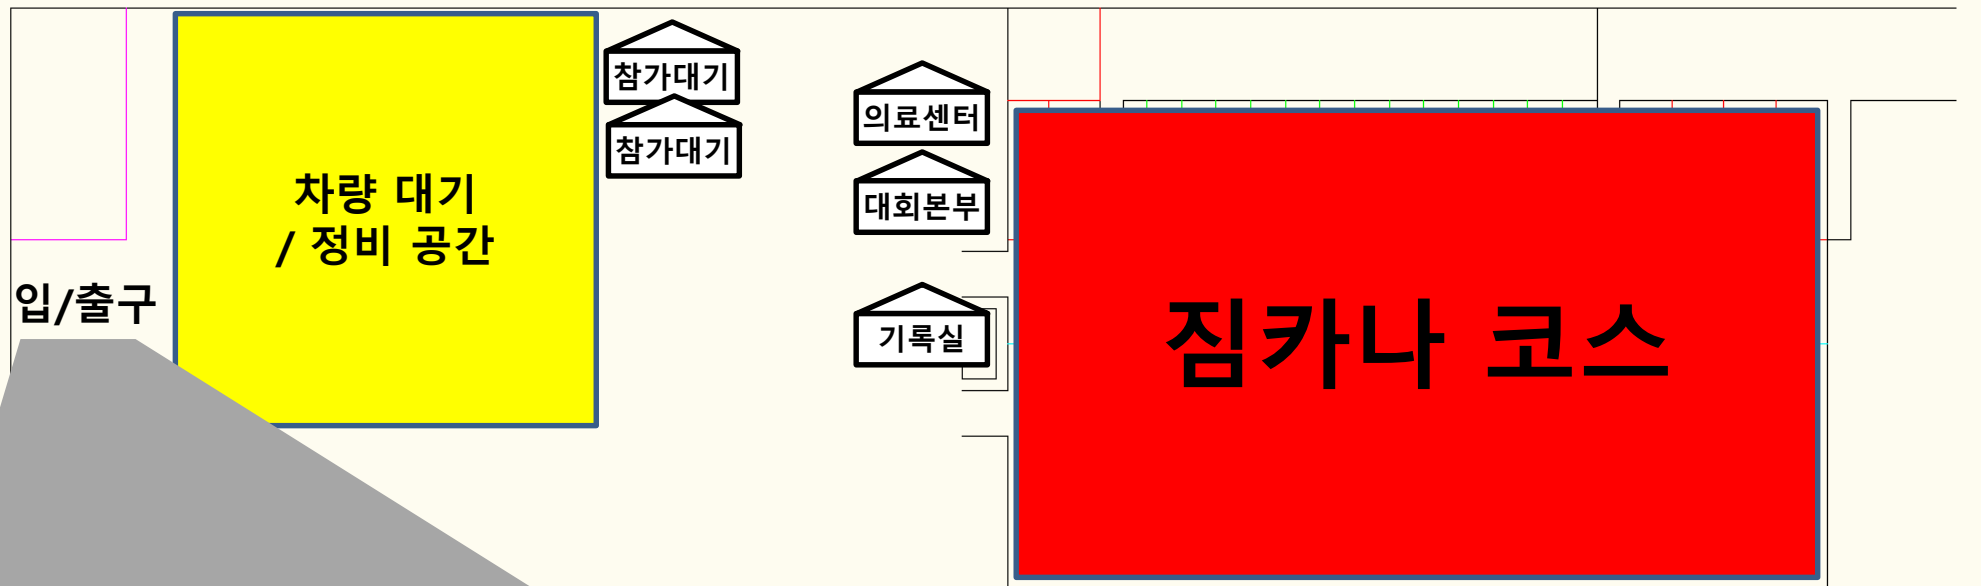 참가대기
참가대기
의료센터
대회본부
차량 대기
/ 정비 공간
입/출구
기록실
짐카나 코스